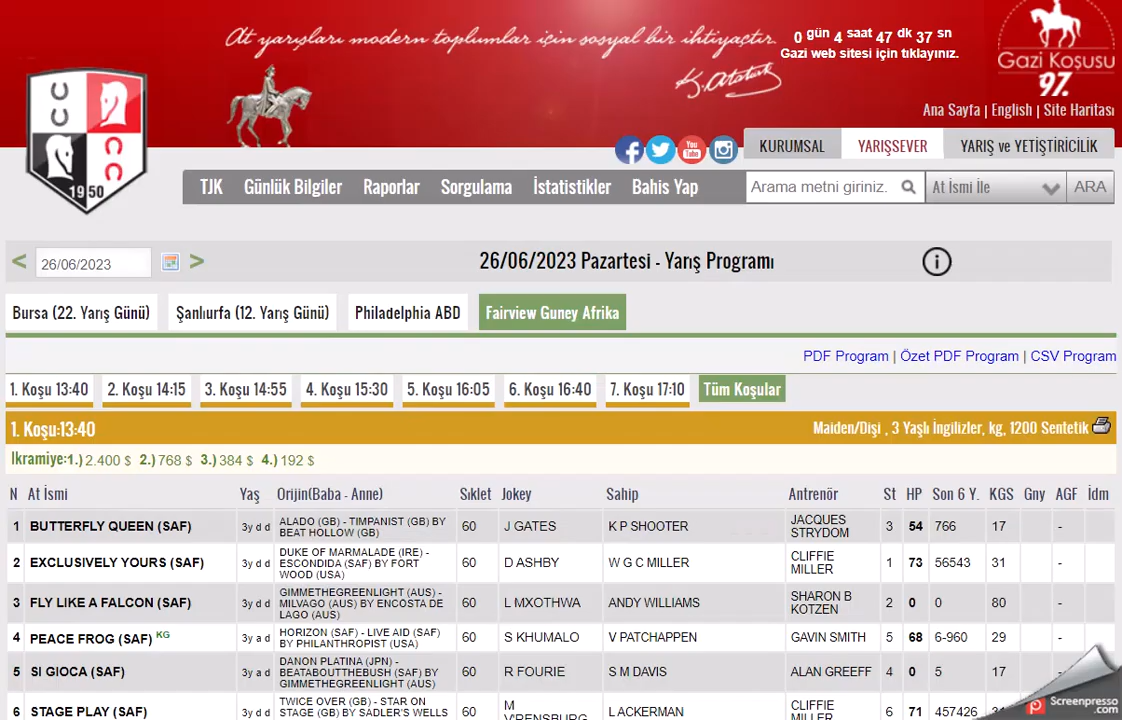 At yarışları modern toplumlar için sosyal bir ihtiyaçtır.
K. Atatürk
0 gün 4 saat 47 dk 37 sn
Gazi web sitesi için tıklayınız.
Gazi Koşusu
97.
Ana Sayfa | English | Site Haritası
1950
You Tube
KURUMSAL YARIŞSEVER YARIŞ ve YETİŞTİRİCİLİK
TJK Günlük Bilgiler Raporlar Sorgulama İstatistikler Bahis Yap
Arama metni giriniz. At İsmi İle ARA
< 26/06/2023 > 26/06/2023 Pazartesi - Yarış Programı i
Bursa (22. Yarış Günü) Şanlıurfa (12. Yarış Günü) Philadelphia ABD Fairview Guney Afrika
PDF Program | Özet PDF Program | CSV Program
1. Koşu 13:40 2. Koşu 14:15 3. Koşu 14:55 4. Koşu 15:30 5. Koşu 16:05 6. Koşu 16:40 7. Koşu 17:10 Tüm Koşular
1. Koşu:13:40 Maiden/Dişi , 3 Yaşlı İngilizler, kg, 1200 Sentetik
İkramiye:1.) 2.400 $ 2.) 768 $ 3.) 384 $ 4.) 192 $
N At İsmi Yaş Orijin(Baba - Anne) Sıklet Jokey Sahip Antrenör St HP Son 6 Y. KGS Gny AGF İdm
1 BUTTERFLY QUEEN (SAF) 3y d d ALADO (GB) - TIMPANIST (GB) BY BEAT HOLLOW (GB) 60 J GATES K P SHOOTER JACQUES STRYDOM 3 54 766 17 -
2 EXCLUSIVELY YOURS (SAF) 3y d d DUKE OF MARMALADE (IRE) - ESCONDIDA (SAF) BY FORT WOOD (USA) 60 D ASHBY W G C MILLER CLIFFIE MILLER 1 73 56543 31 -
3 FLY LIKE A FALCON (SAF) 3y d d GIMMETHEGREENLIGHT (AUS) - MILVAGO (AUS) BY ENCOSTA DE LAGO (AUS) 60 L MXOTHWA ANDY WILLIAMS SHARON B KOTZEN 2 0 0 80 -
4 PEACE FROG (SAF) KG 3y a d HORIZON (SAF) - LIVE AID (SAF) BY PHILANTHROPIST (USA) 60 S KHUMALO V PATCHAPPEN GAVIN SMITH 5 68 6-960 29 -
5 SI GIOCA (SAF) 3y a d DANON PLATINA (JPN) - BEATABOUTTHEBUSH (SAF) BY GIMMETHEGREENLIGHT (AUS) 60 R FOURIE S M DAVIS ALAN GREEFF 4 0 5 17 -
6 STAGE PLAY (SAF) 3y d d TWICE OVER (GB) - STAR ON STAGE (GB) BY SADLER'S WELLS 60 M V'RENSBURG L ACKERMAN CLIFFIE MILLER 6 71 457426
Screenpresso
.com